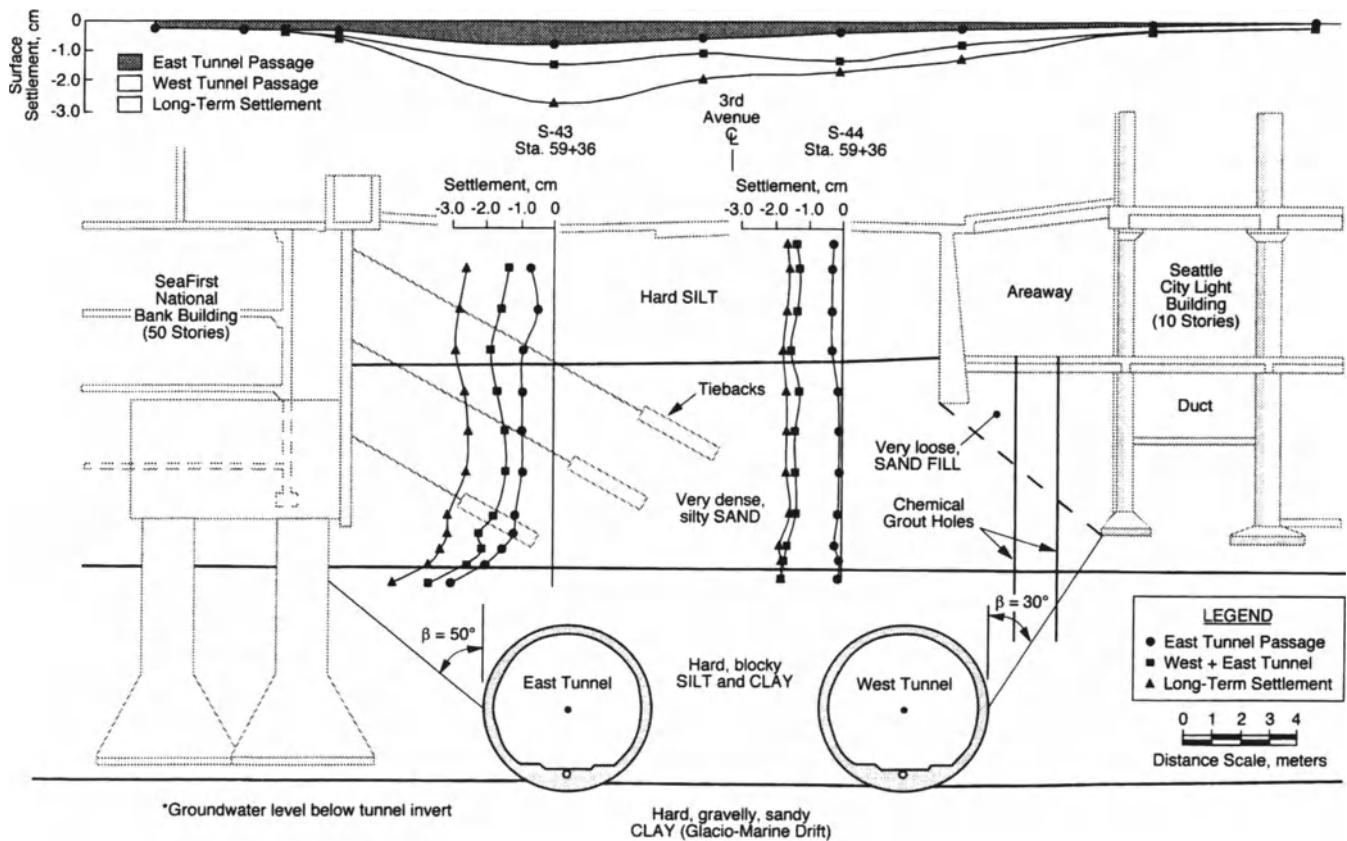 Surface
Settlement, cm
0
-1.0
-2.0
-3.0
East Tunnel Passage
West Tunnel Passage
Long-Term Settlement
3rd
Avenue
℄
S-43
Sta. 59+36
S-44
Sta. 59+36
Settlement, cm
-3.0 -2.0 -1.0 0
Settlement, cm
-3.0 -2.0 -1.0 0
SeaFirst
National
Bank Building
(50 Stories)
Hard SILT
Areaway
Seattle
City Light
Building
(10 Stories)
Tiebacks
Duct
Very loose,
SAND FILL
Very dense,
silty SAND
Chemical
Grout Holes
β = 50°
β = 30°
East Tunnel
Hard, blocky
SILT and CLAY
West Tunnel
LEGEND
East Tunnel Passage
West + East Tunnel
Long-Term Settlement
0 1 2 3 4
Distance Scale, meters
*Groundwater level below tunnel invert
Hard, gravelly, sandy
CLAY (Glacio-Marine Drift)